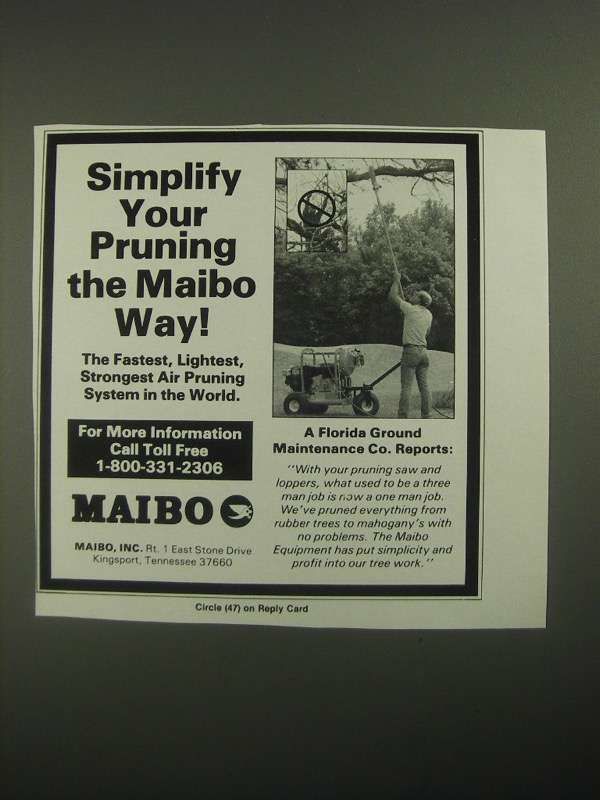 Simplify
Your
Pruning
the Maibo
Way!
The Fastest, Lightest,
Strongest Air Pruning
System in the World.
For More Information
Call Toll Free
1-800-331-2306
MAIBO
MAIBO, INC. Rt. 1 East Stone Drive
Kingsport, Tennessee 37660
A Florida Ground
Maintenance Co. Reports:
''With your pruning saw and
loppers, what used to be a three
man job is now a one man job.
We've pruned everything from
rubber trees to mahogany's with
no problems. The Maibo
Equipment has put simplicity and
profit into our tree work.''
Circle (47) on Reply Card